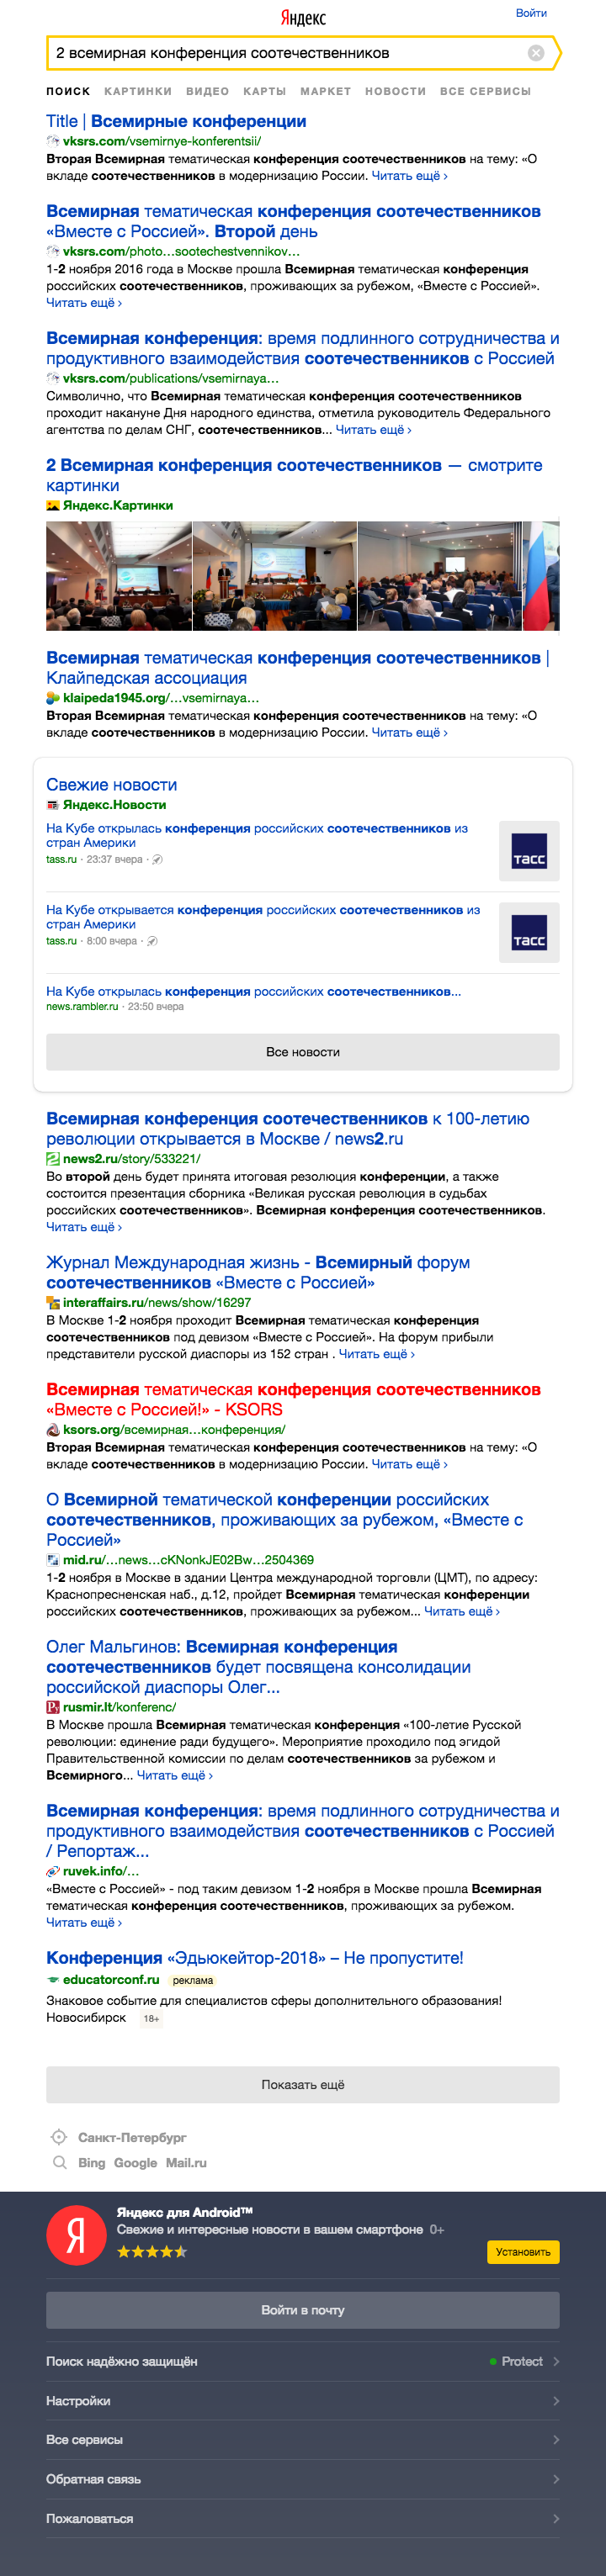 Яндекс
Войти
2 всемирная конференция соотечественников
ПОИСК КАРТИНКИ ВИДЕО КАРТЫ МАРКЕТ НОВОСТИ ВСЕ СЕРВИСЫ
Title | Всемирные конференции
vksrs.com/vsemirnye-konferentsii/
Вторая Всемирная тематическая конференция соотечественников на тему: «О
вкладе соотечественников в модернизацию России. Читать ещё ›
Всемирная тематическая конференция соотечественников
«Вместе с Россией». Второй день
vksrs.com/photo…sootechestvennikov…
1-2 ноября 2016 года в Москве прошла Всемирная тематическая конференция
российских соотечественников, проживающих за рубежом, «Вместе с Россией».
Читать ещё ›
Всемирная конференция: время подлинного сотрудничества и
продуктивного взаимодействия соотечественников с Россией
vksrs.com/publications/vsemirnaya…
Символично, что Всемирная тематическая конференция соотечественников
проходит накануне Дня народного единства, отметила руководитель Федерального
агентства по делам СНГ, соотечественников... Читать ещё ›
2 Всемирная конференция соотечественников — смотрите
картинки
Яндекс.Картинки
Всемирная тематическая конференция соотечественников |
Клайпедская ассоциация
klaipeda1945.org/…vsemirnaya…
Вторая Всемирная тематическая конференция соотечественников на тему: «О
вкладе соотечественников в модернизацию России. Читать ещё ›
Свежие новости
Яндекс.Новости
На Кубе открылась конференция российских соотечественников из
стран Америки
tass.ru · 23:37 вчера ·
ТАСС
На Кубе открывается конференция российских соотечественников из
стран Америки
tass.ru · 8:00 вчера ·
ТАСС
На Кубе открылась конференция российских соотечественников...
news.rambler.ru · 23:50 вчера
Все новости
Всемирная конференция соотечественников к 100-летию
революции открывается в Москве / news2.ru
news2.ru/story/533221/
Во второй день будет принята итоговая резолюция конференции, а также
состоится презентация сборника «Великая русская революция в судьбах
российских соотечественников». Всемирная конференция соотечественников.
Читать ещё ›
Журнал Международная жизнь - Всемирный форум
соотечественников «Вместе с Россией»
interaffairs.ru/news/show/16297
В Москве 1-2 ноября проходит Всемирная тематическая конференция
соотечественников под девизом «Вместе с Россией». На форум прибыли
представители русской диаспоры из 152 стран . Читать ещё ›
Всемирная тематическая конференция соотечественников
«Вместе с Россией!» - KSORS
ksors.org/всемирная…конференция/
Вторая Всемирная тематическая конференция соотечественников на тему: «О
вкладе соотечественников в модернизацию России. Читать ещё ›
О Всемирной тематической конференции российских
соотечественников, проживающих за рубежом, «Вместе с
Россией»
mid.ru/…news…cKNonkJE02Bw…2504369
1-2 ноября в Москве в здании Центра международной торговли (ЦМТ), по адресу:
Краснопресненская наб., д.12, пройдет Всемирная тематическая конференции
российских соотечественников, проживающих за рубежом... Читать ещё ›
Олег Мальгинов: Всемирная конференция
соотечественников будет посвящена консолидации
российской диаспоры Олег...
rusmir.lt/konferenc/
В Москве прошла Всемирная тематическая конференция «100-летие Русской
революции: единение ради будущего». Мероприятие проходило под эгидой
Правительственной комиссии по делам соотечественников за рубежом и
Всемирного... Читать ещё ›
Всемирная конференция: время подлинного сотрудничества и
продуктивного взаимодействия соотечественников с Россией
/ Репортаж...
ruvek.info/…
«Вместе с Россией» - под таким девизом 1-2 ноября в Москве прошла Всемирная
тематическая конференция соотечественников, проживающих за рубежом.
Читать ещё ›
Конференция «Эдьюкейтор-2018» – Не пропустите!
educatorconf.ru реклама
Знаковое событие для специалистов сферы дополнительного образования!
Новосибирск 18+
Показать ещё
Санкт-Петербург
Bing Google Mail.ru
Я
Яндекс для Android™
Свежие и интересные новости в вашем смартфоне 0+
Установить
Войти в почту
Поиск надёжно защищён Protect
Настройки
Все сервисы
Обратная связь
Пожаловаться